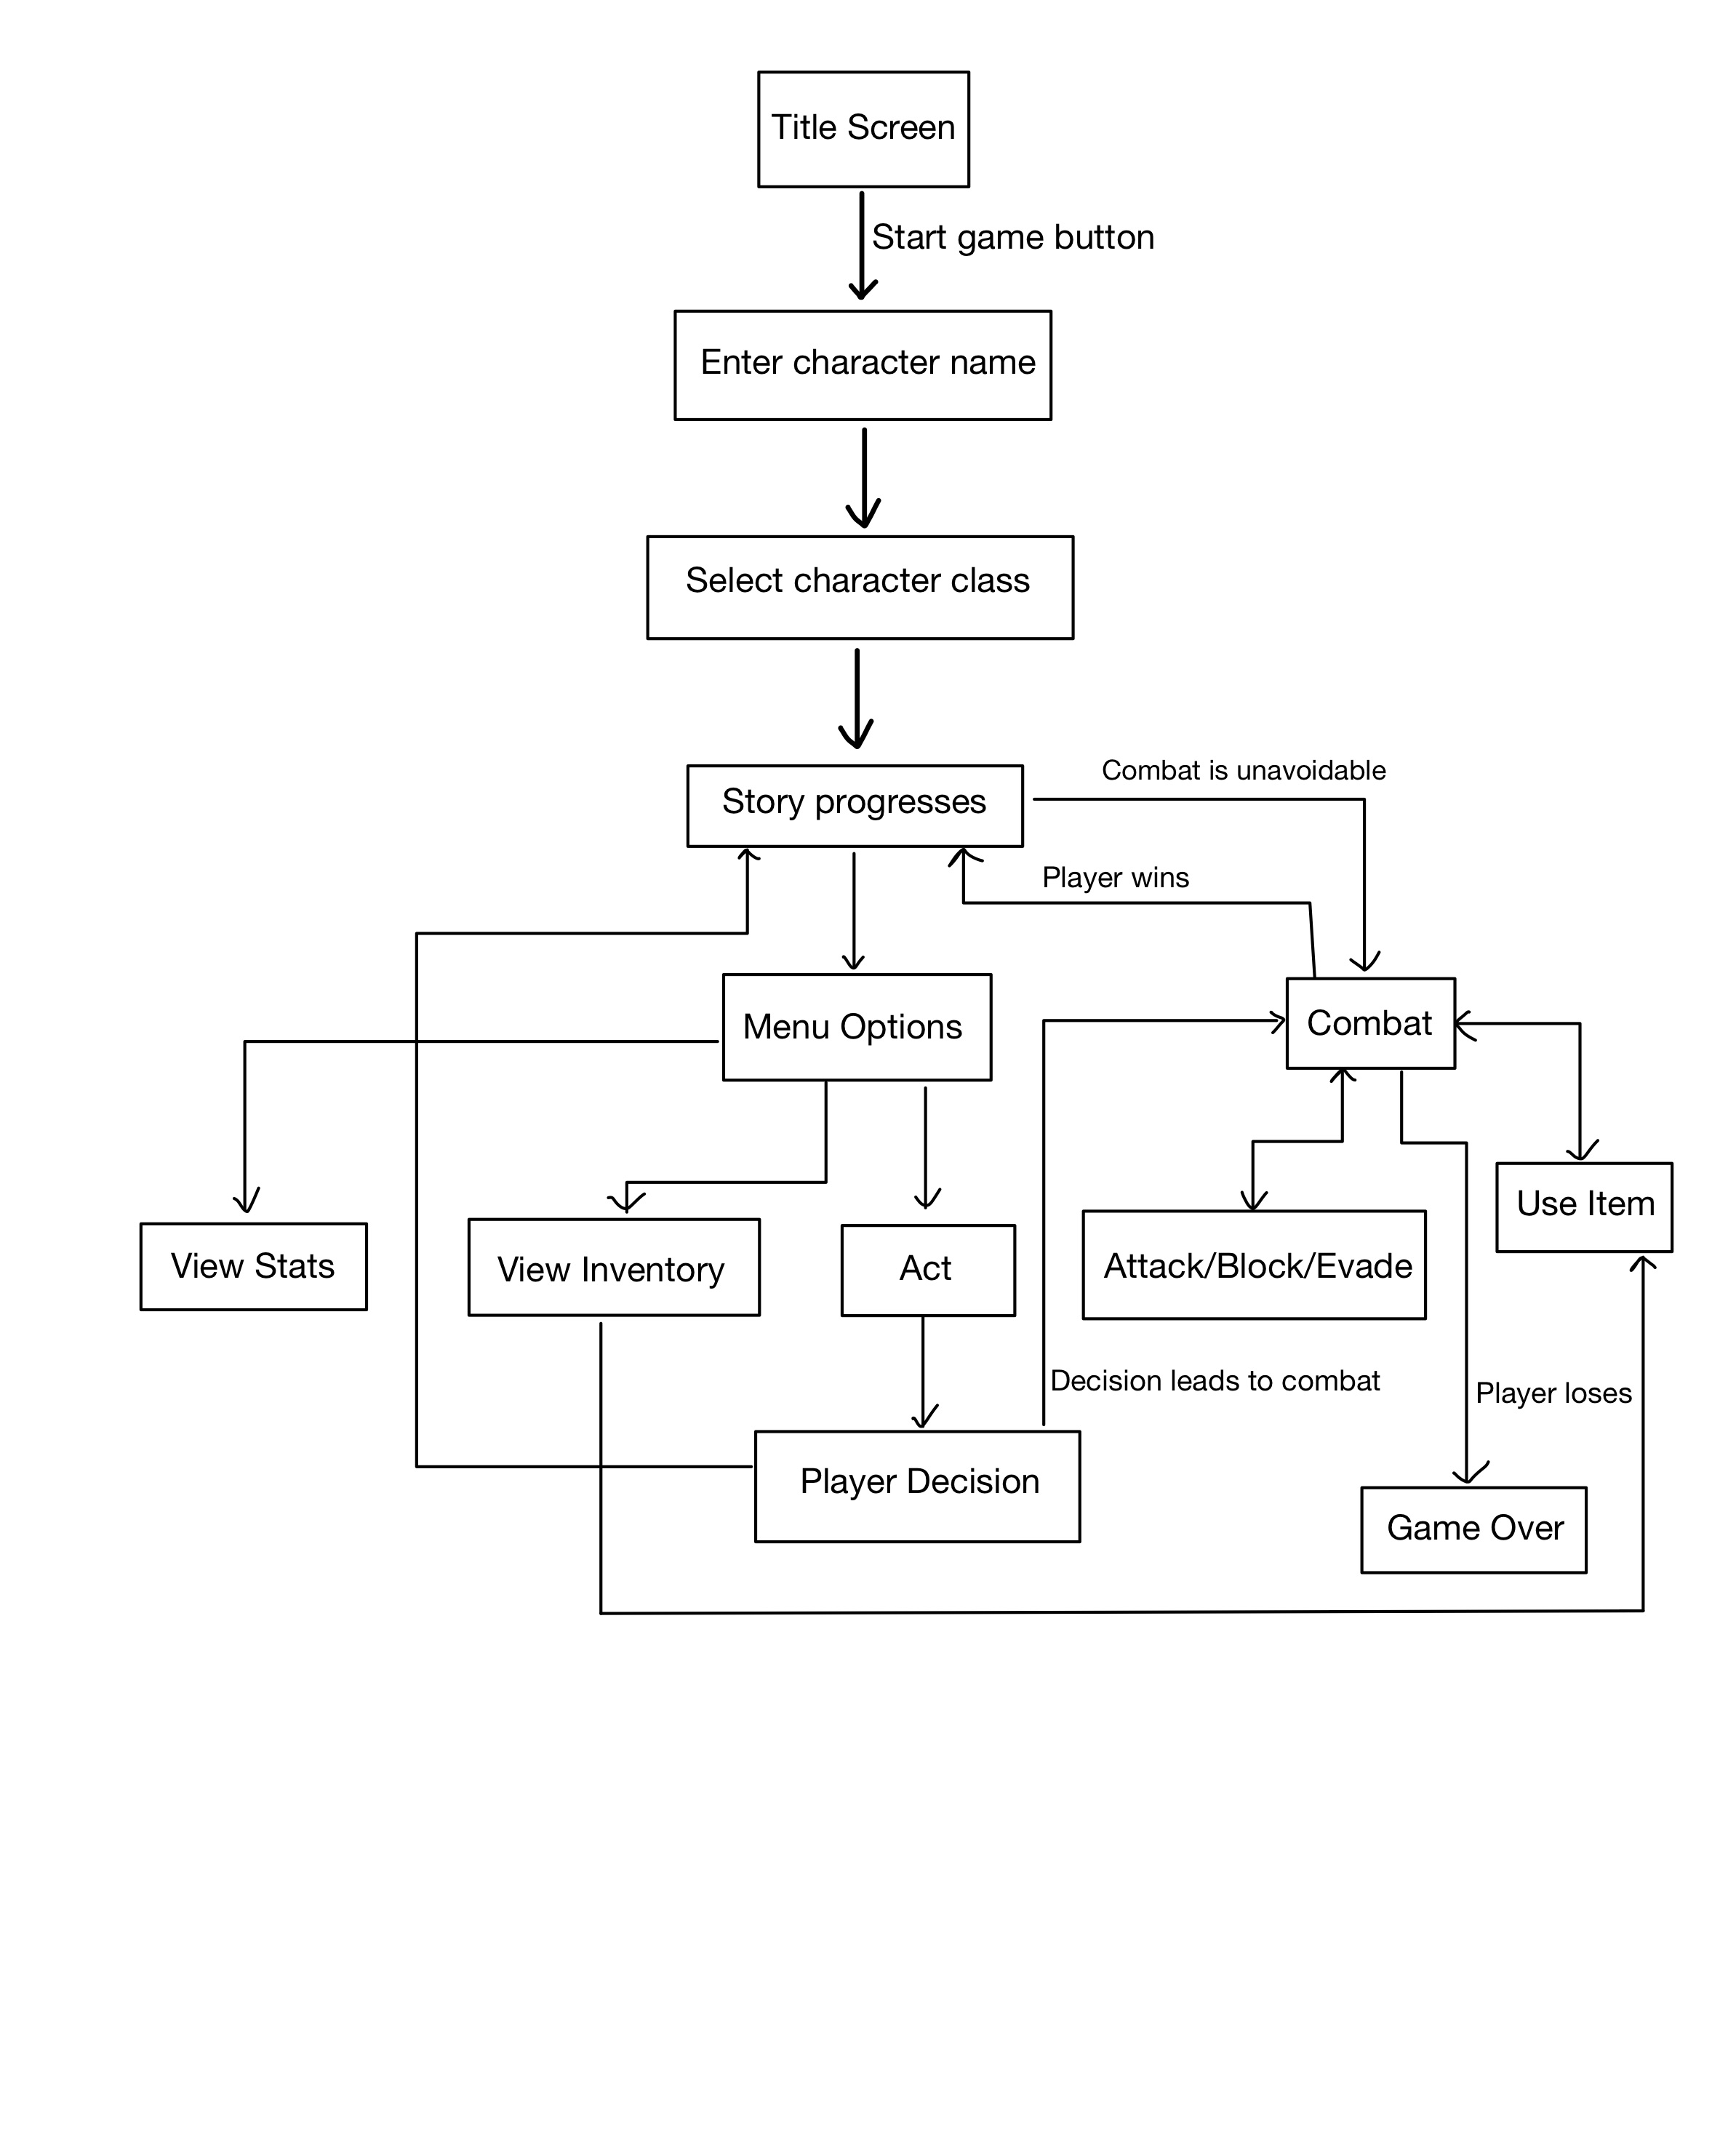 Title Screen
Start game button
Enter character name
Select character class
Combat is unavoidable
Story progresses
Player wins
Menu Options
Combat
Use Item
View Stats
View Inventory
Act
Attack/Block/Evade
Decision leads to combat
Player loses
Player Decision
Game Over